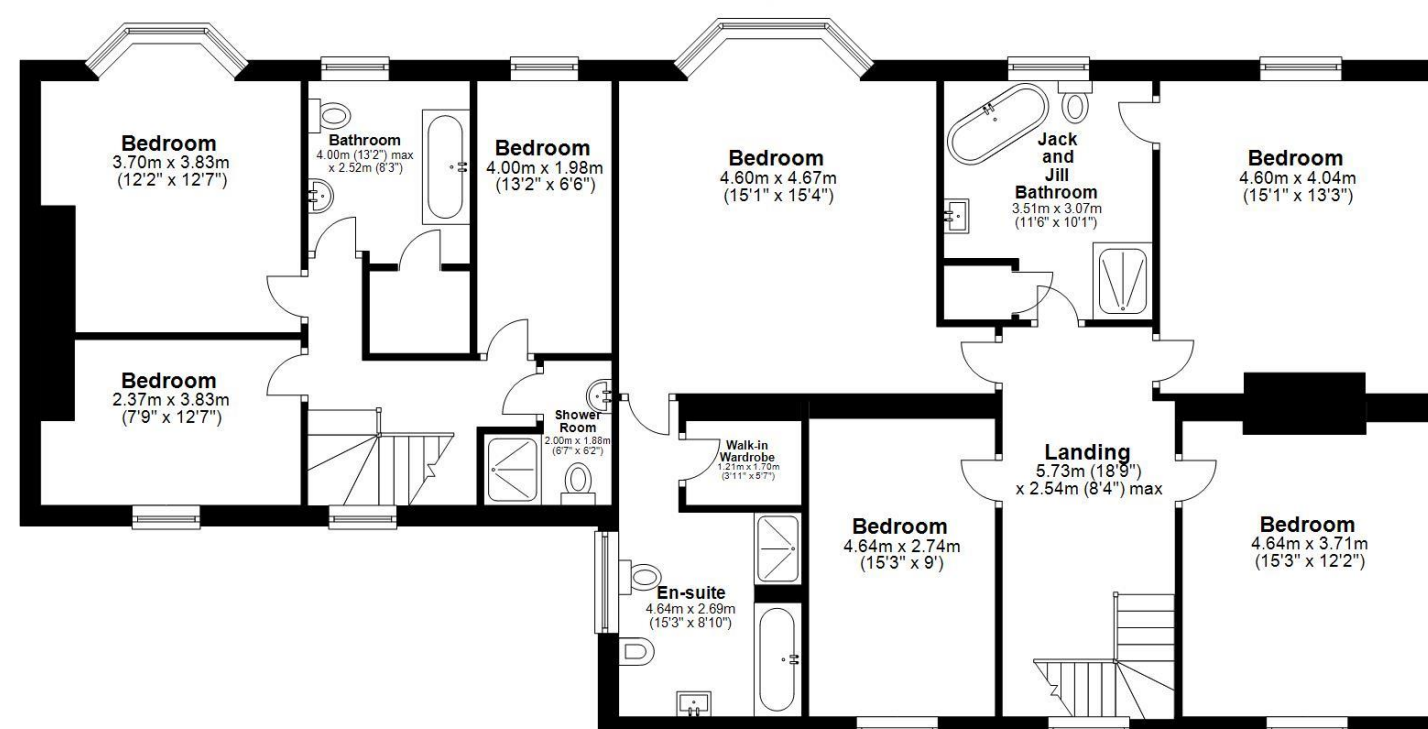 Bedroom
3.70m x 3.83m
(12'2" x 12'7")
Bathroom
4.00m (13'2") max
x 2.52m (8'3")
Bedroom
4.00m x 1.98m
(13'2" x 6'6")
Bedroom
4.60m x 4.67m
(15'1" x 15'4")
Jack
and
Jill
Bathroom
3.51m x 3.07m
(11'6" x 10'1")
Bedroom
4.60m x 4.04m
(15'1" x 13'3")
Bedroom
2.37m x 3.83m
(7'9" x 12'7")
Shower
Room
2.00m x 1.88m
(6'7" x 6'2")
Walk-in
Wardrobe
1.21m x 1.70m
(3'11" x 5'7")
Landing
5.73m (18'9")
x 2.54m (8'4") max
En-suite
4.64m x 2.69m
(15'3" x 8'10")
Bedroom
4.64m x 2.74m
(15'3" x 9')
Bedroom
4.64m x 3.71m
(15'3" x 12'2")